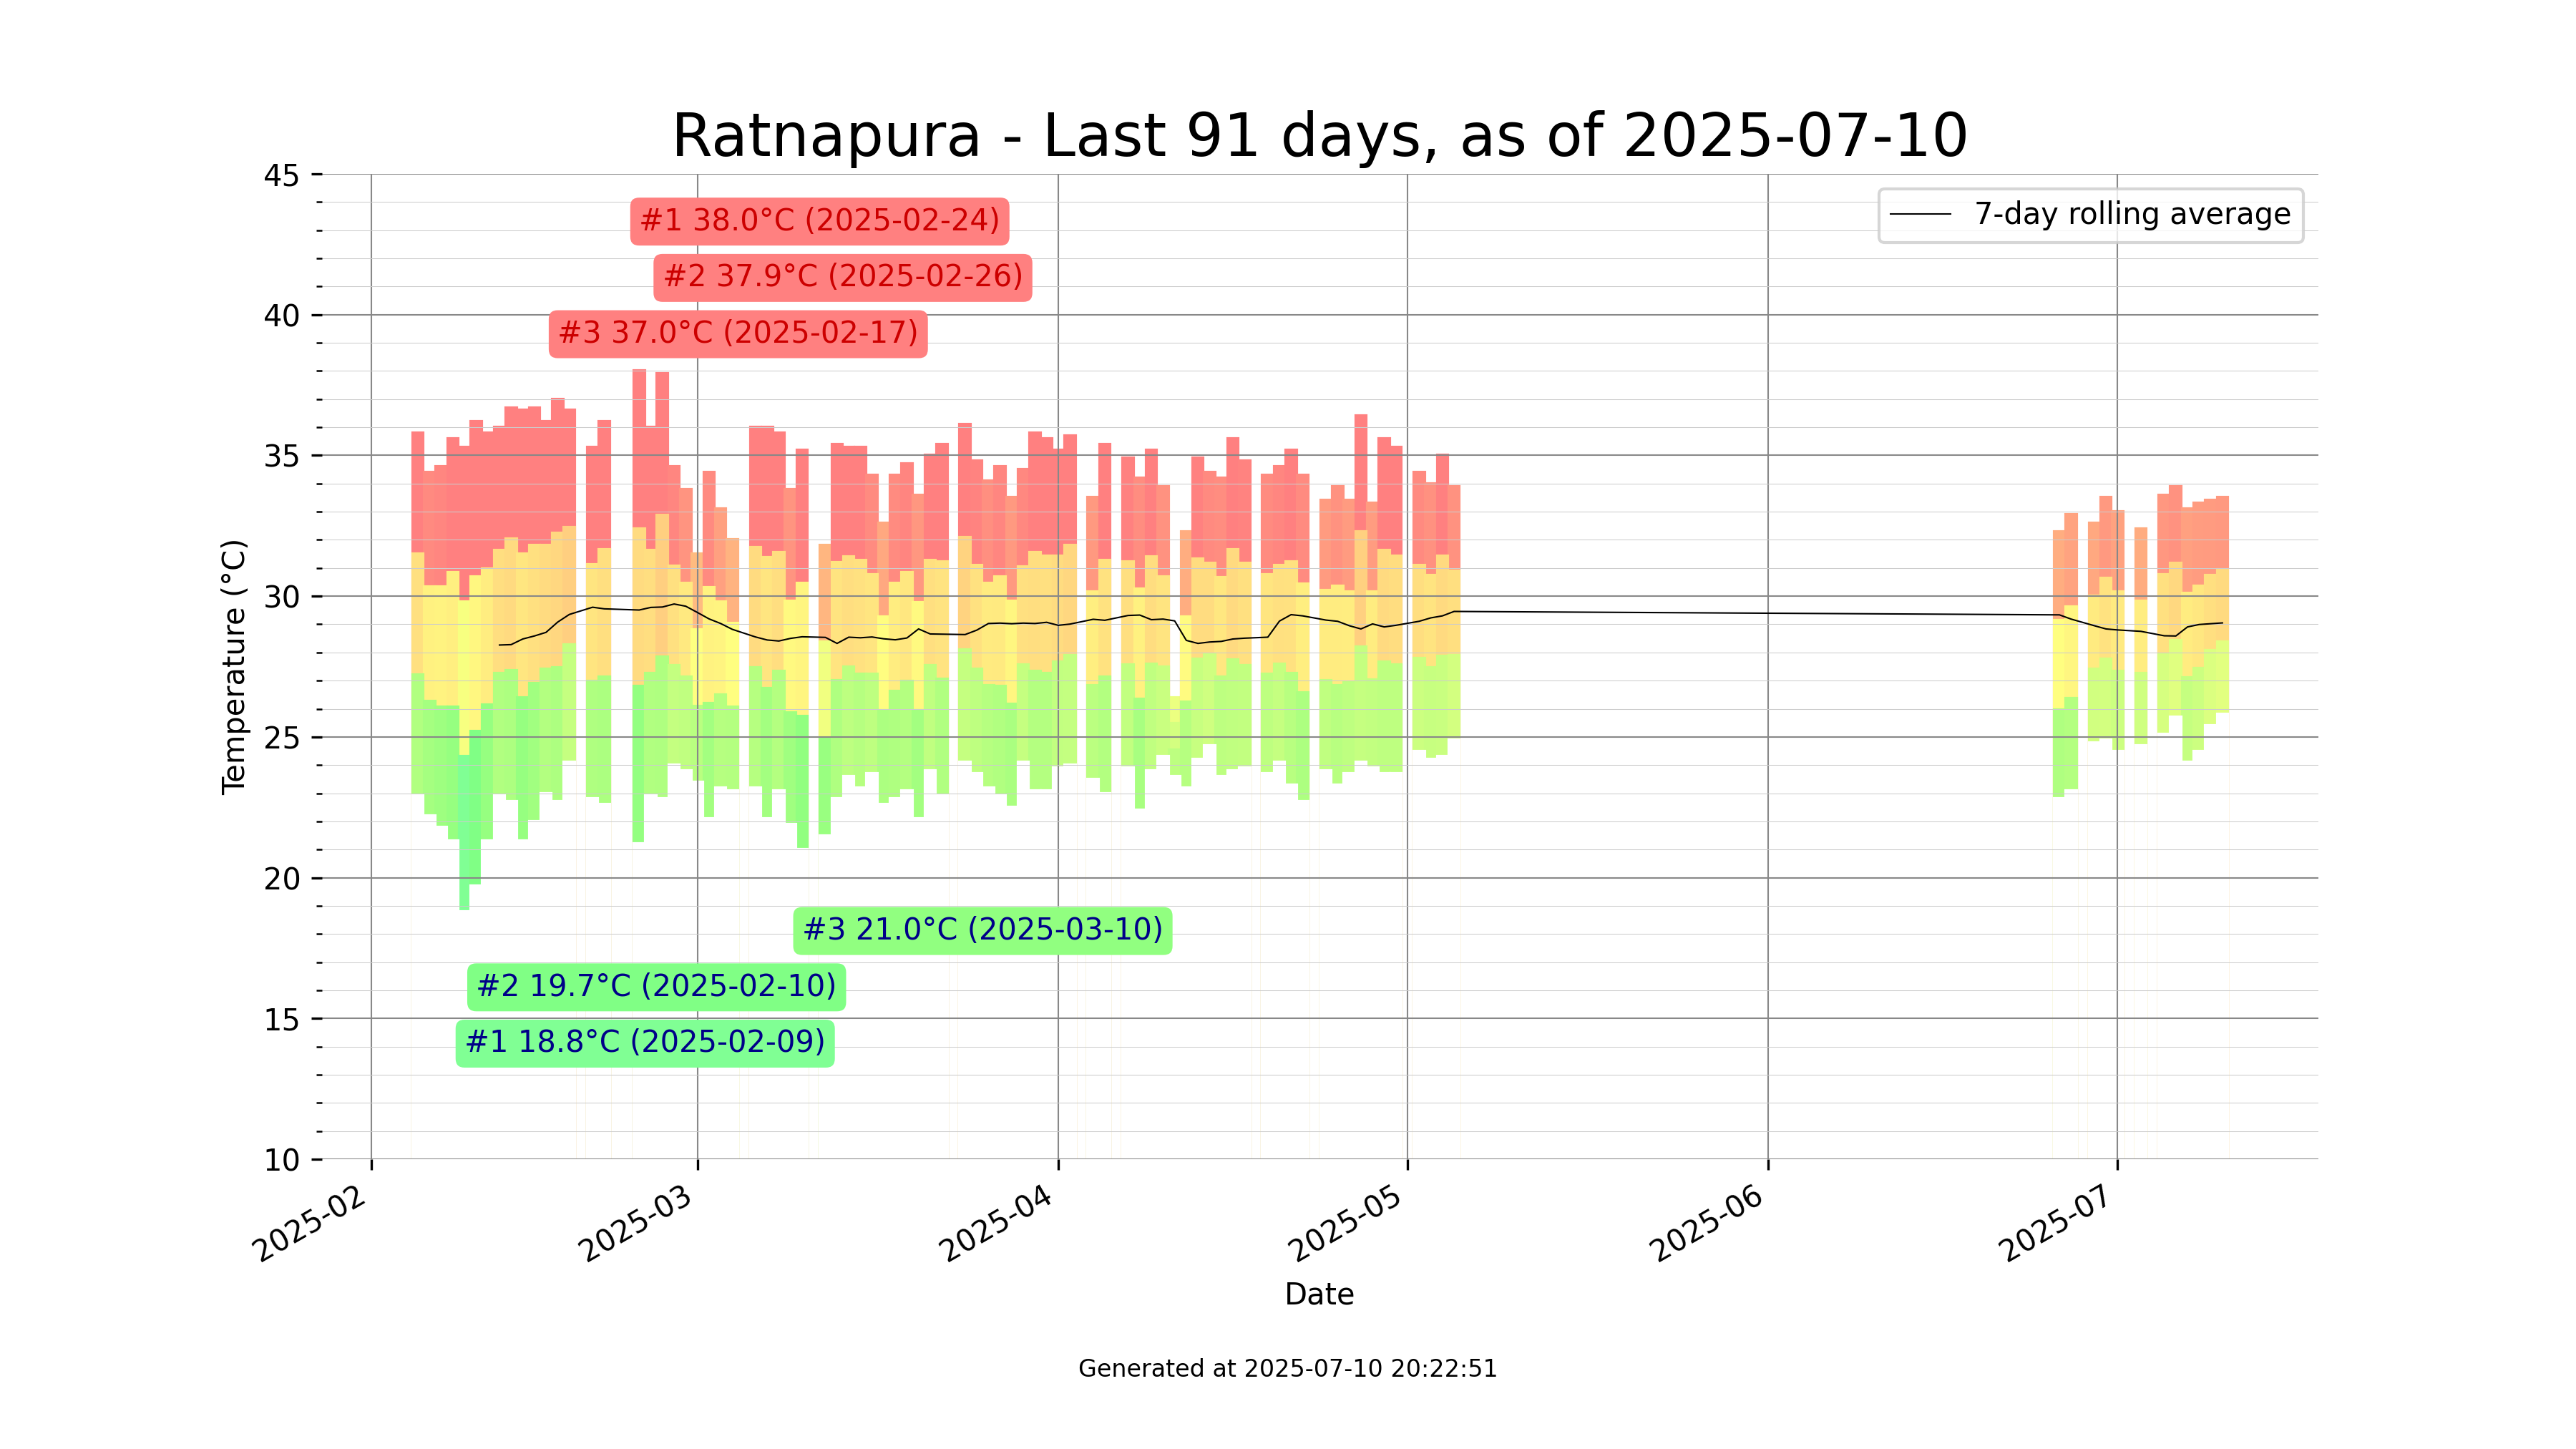 Ratnapura - Last 91 days, as of 2025-07-10
7-day rolling average
#1 38.0°C (2025-02-24)
#2 37.9°C (2025-02-26)
#3 37.0°C (2025-02-17)
#3 21.0°C (2025-03-10)
#2 19.7°C (2025-02-10)
#1 18.8°C (2025-02-09)
45
40
35
30
25
20
15
10
Temperature (°C)
2025-02
2025-03
2025-04
2025-05
2025-06
2025-07
Date
Generated at 2025-07-10 20:22:51